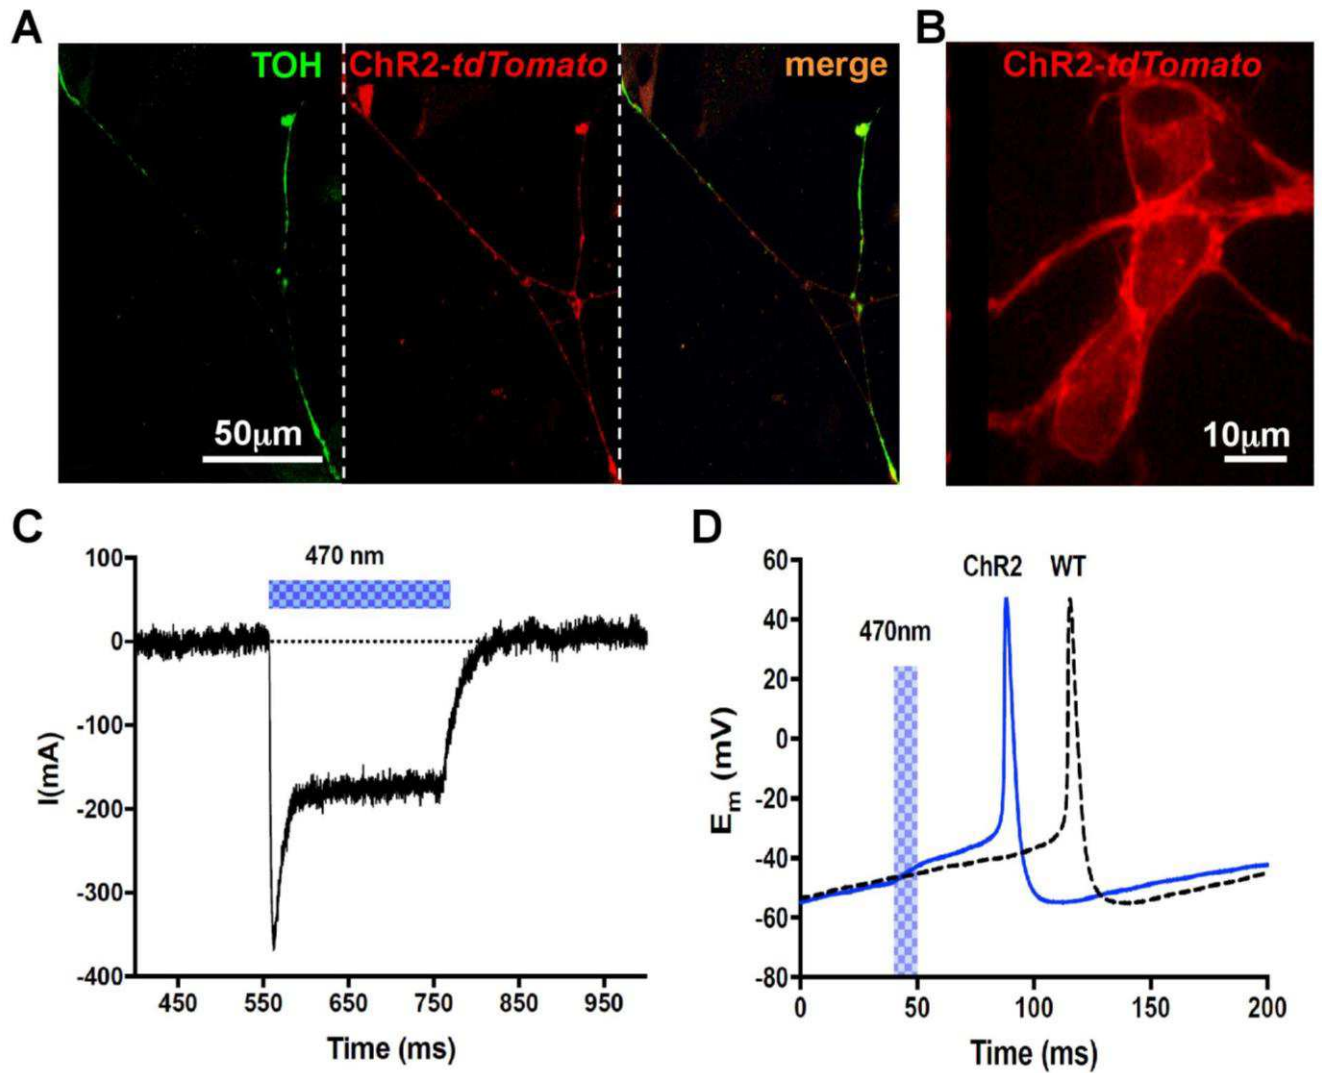 A
TOH
ChR2-tdTomato
merge
50μm
B
ChR2-tdTomato
10μm
C
470 nm
100
0
-100
-200
-300
-400
I(mA)
450
550
650
750
850
950
Time (ms)
D
ChR2
WT
470nm
60
40
20
0
-20
-40
-60
-80
Em (mV)
0
50
100
150
200
Time (ms)